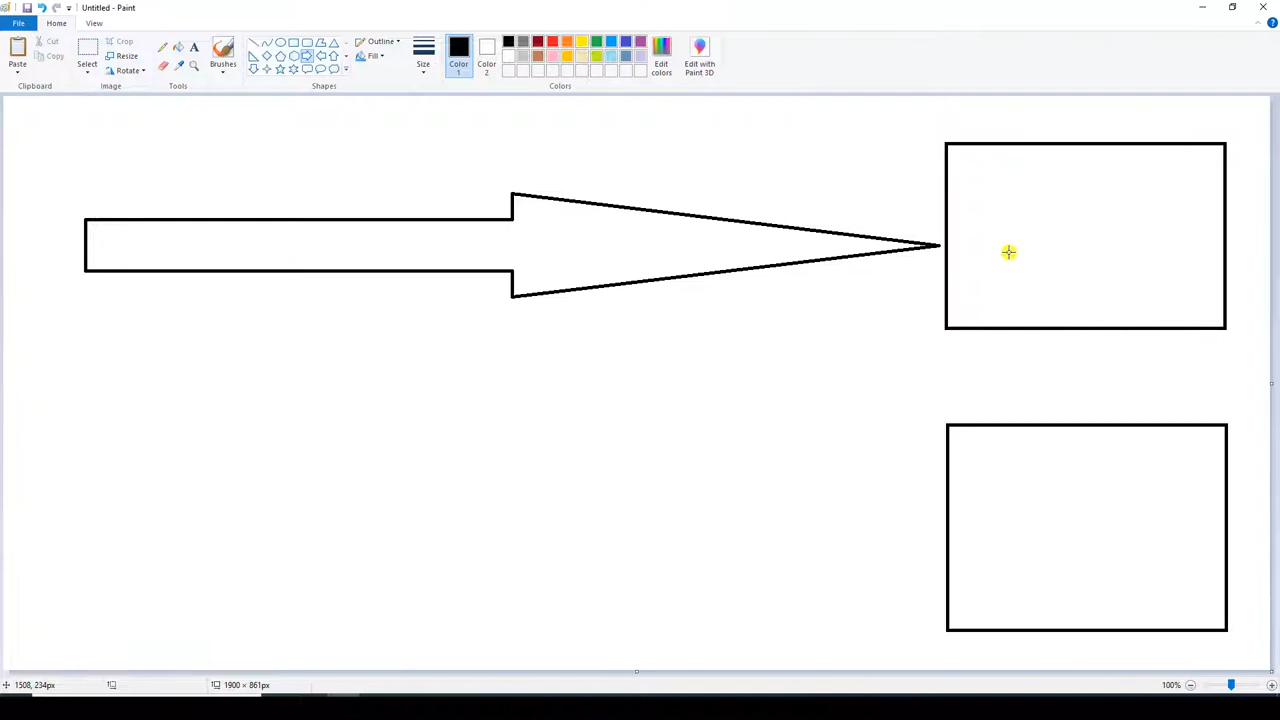 Untitled - Paint
File
Home
View
Paste
Cut
Copy
Clipboard
Select
Crop
Resize
Rotate
Image
A
Tools
Brushes
Outline
Fill
Shapes
Size
Color
1
Color
2
Colors
Edit
colors
Edit with
Paint 3D
1508, 234px
1900 × 861px
100%